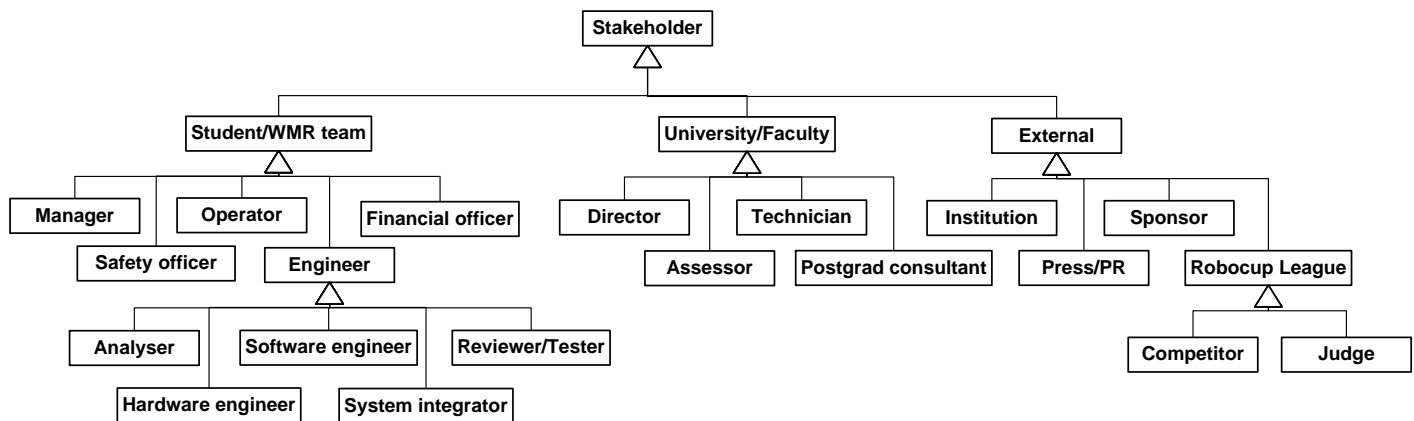 Stakeholder
Student/WMR team
University/Faculty
External
Manager
Operator
Financial officer
Director
Technician
Institution
Sponsor
Safety officer
Engineer
Assessor
Postgrad consultant
Press/PR
Robocup League
Analyser
Software engineer
Reviewer/Tester
Competitor
Judge
Hardware engineer
System integrator